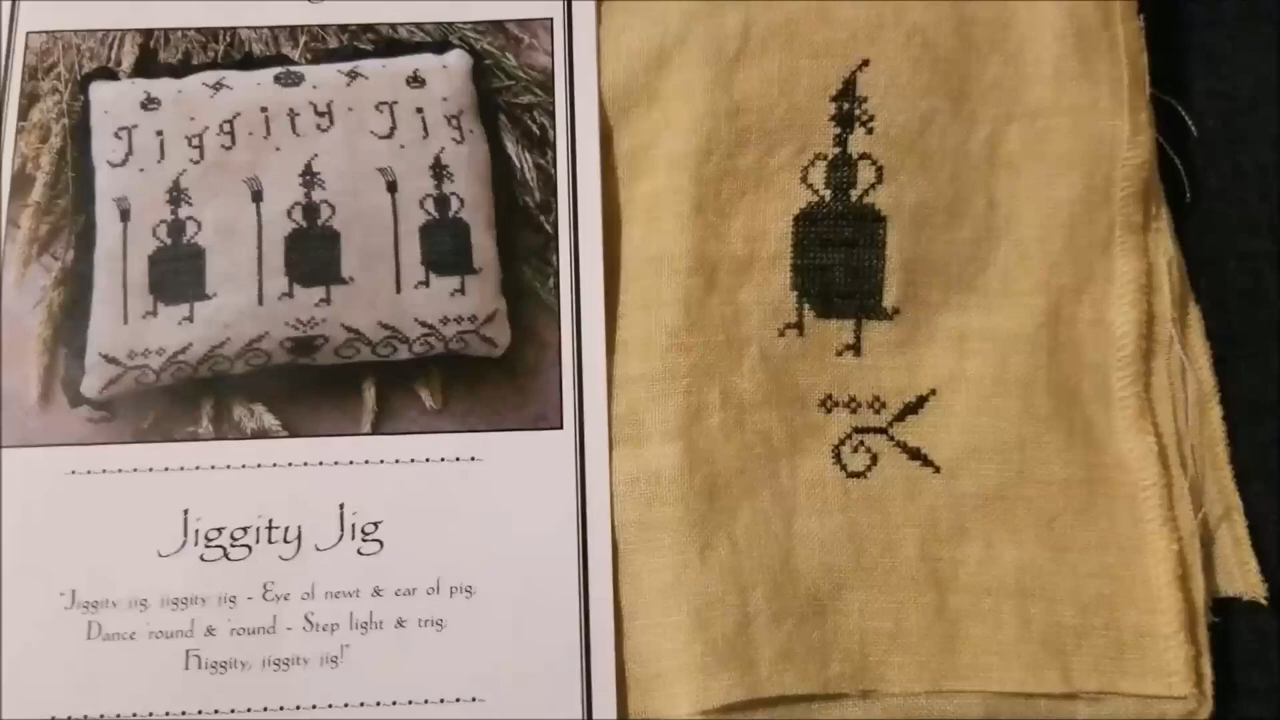 Jiggity Jig
Jiggity Jig
"Jiggity jig, jiggity jig - Eye of newt & ear of pig,
Dance 'round & 'round - Step light & trig,
Higgity, jiggity jig!"